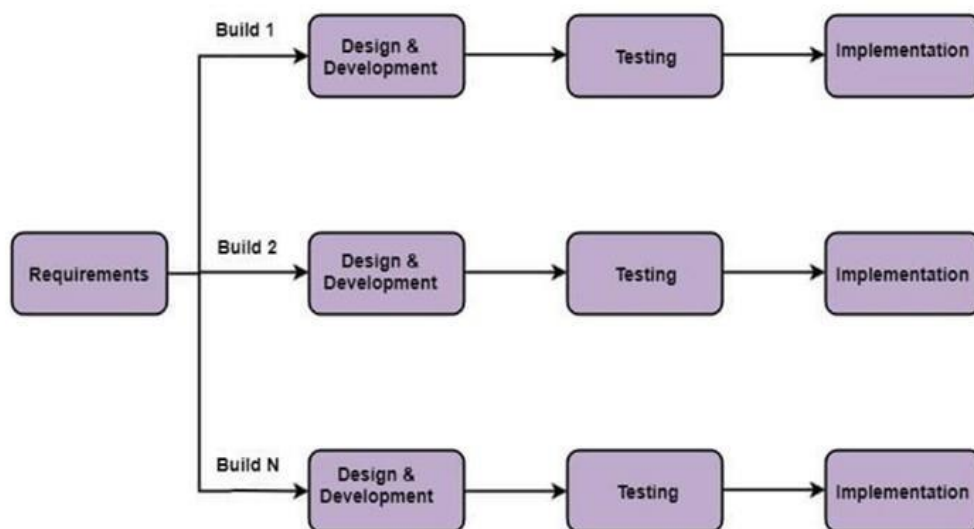 Build 1
Design &
Development
Testing
Implementation
Requirements
Build 2
Design &
Development
Testing
Implementation
Build N
Design &
Development
Testing
Implementation